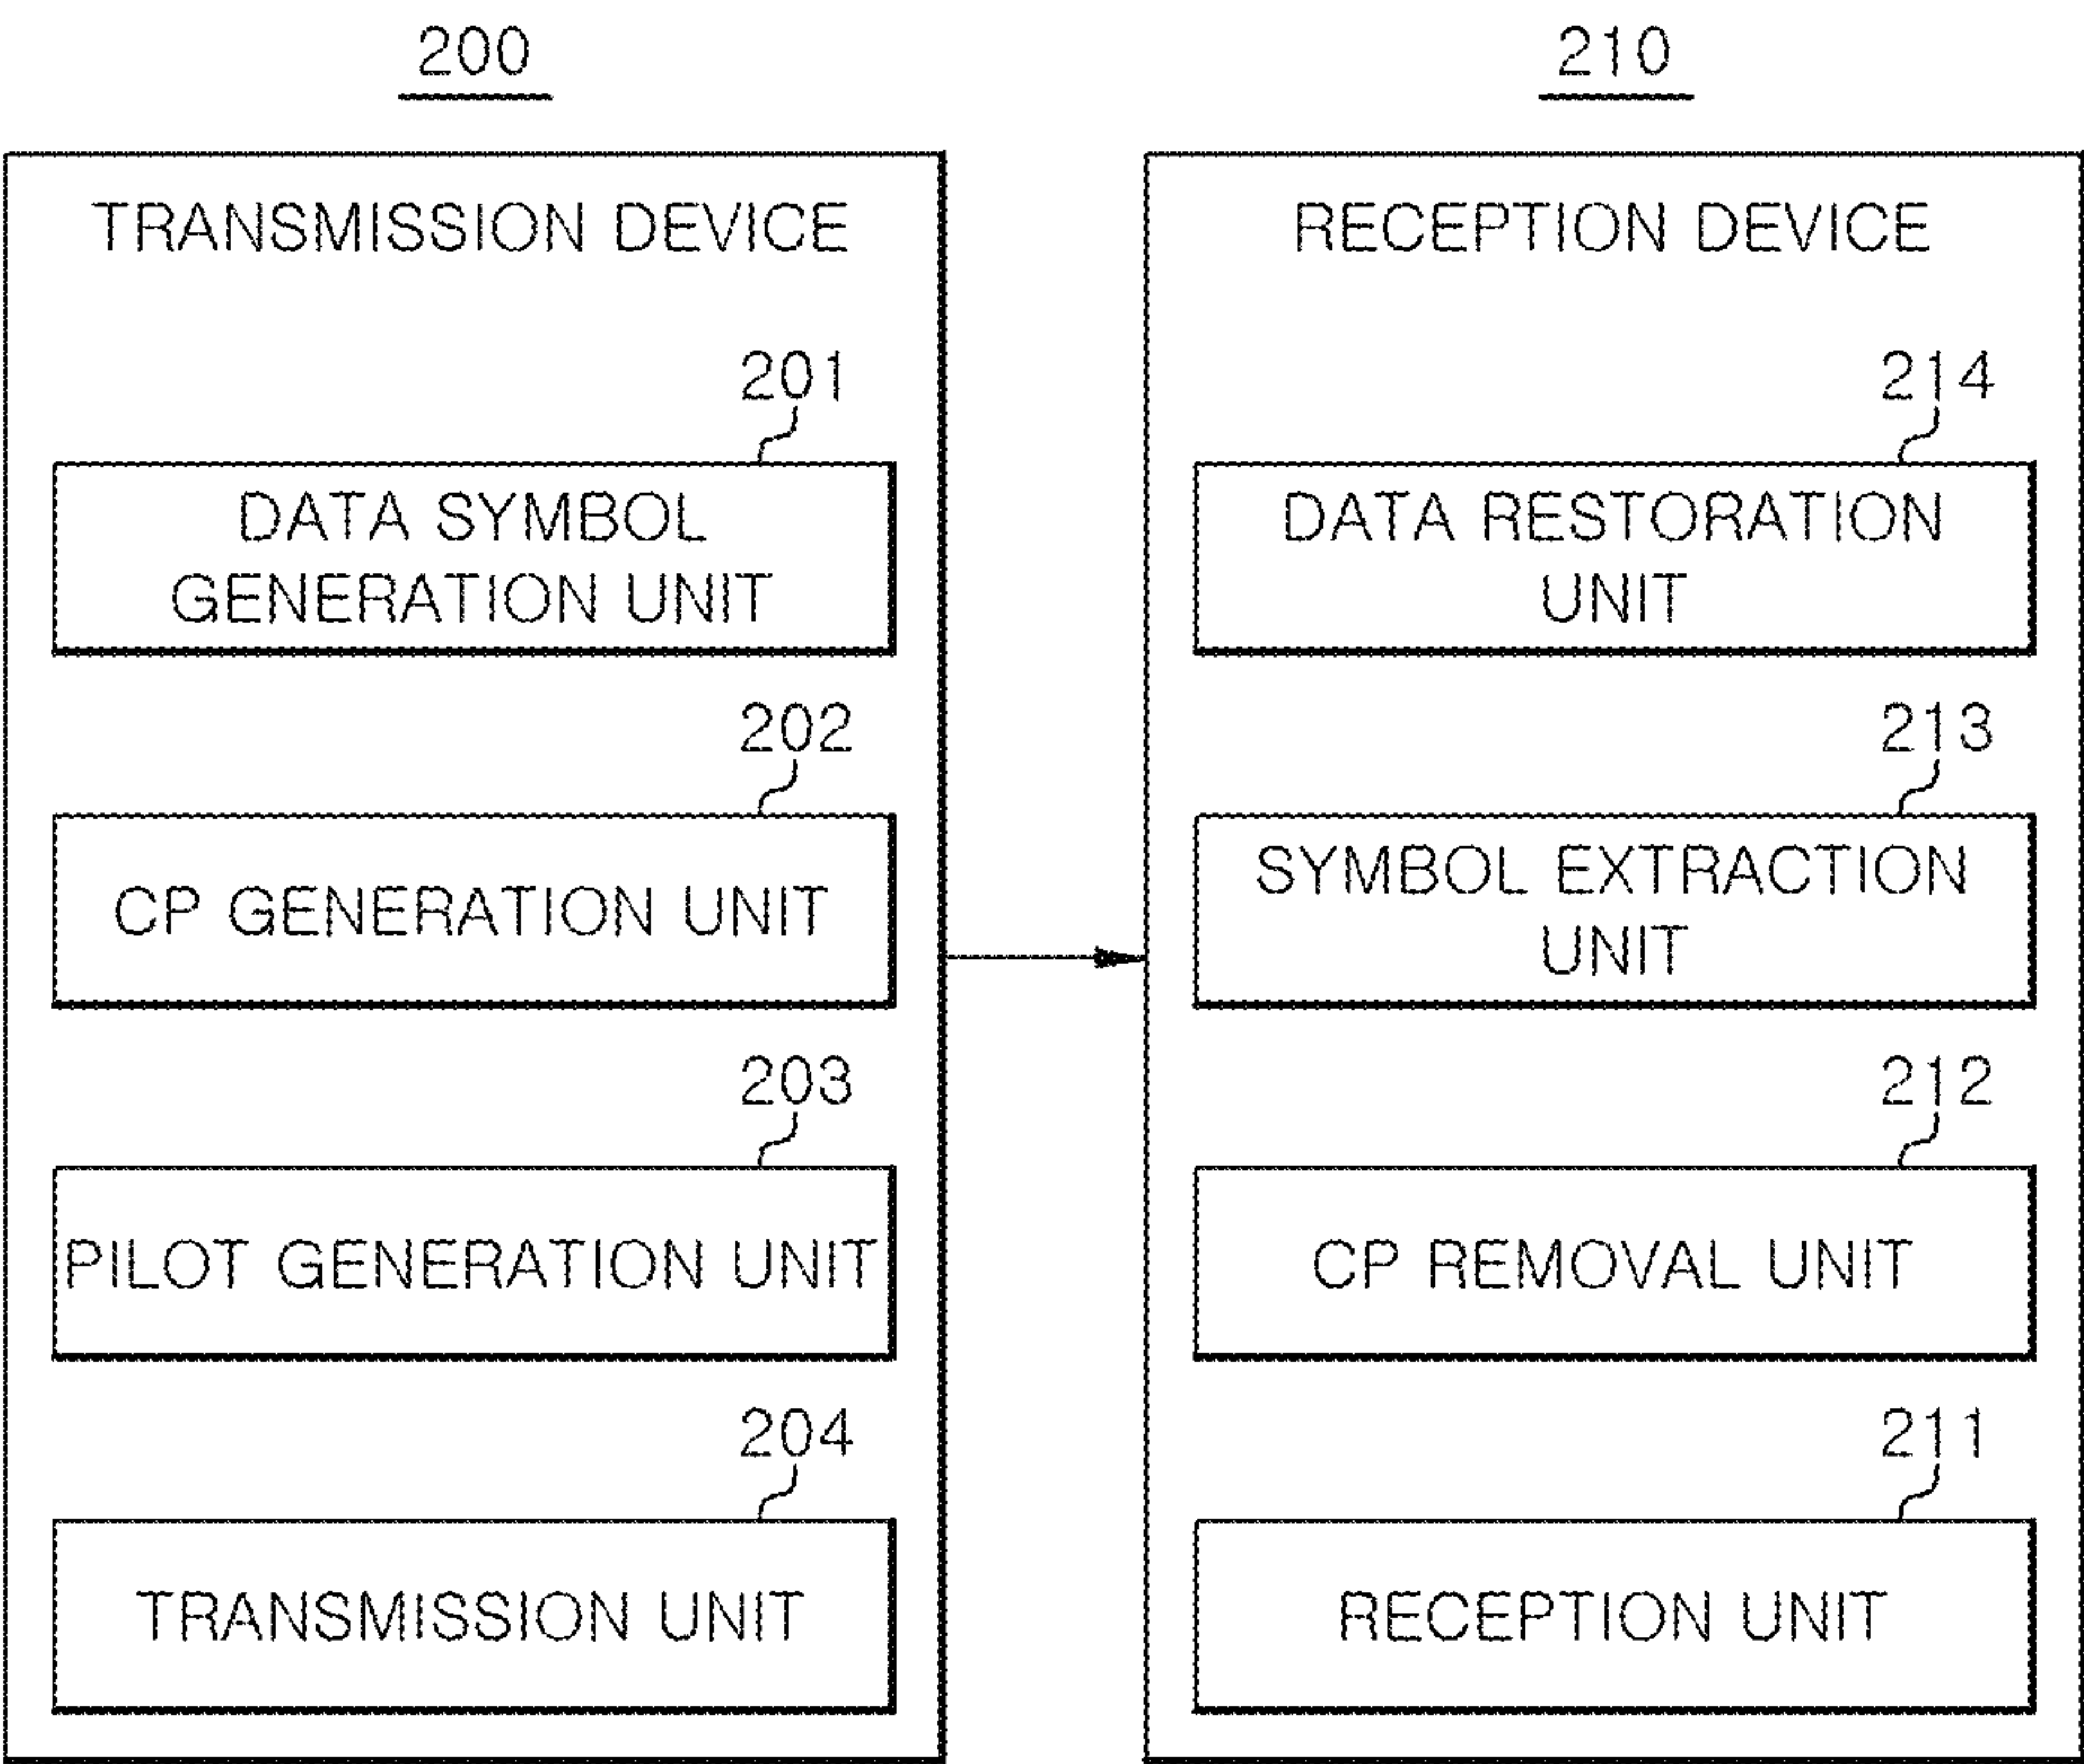 200
TRANSMISSION DEVICE
201
DATA SYMBOL
GENERATION UNIT
202
CP GENERATION UNIT
203
PILOT GENERATION UNIT
204
TRANSMISSION UNIT
210
RECEPTION DEVICE
214
DATA RESTORATION
UNIT
213
SYMBOL EXTRACTION
UNIT
212
CP REMOVAL UNIT
211
RECEPTION UNIT